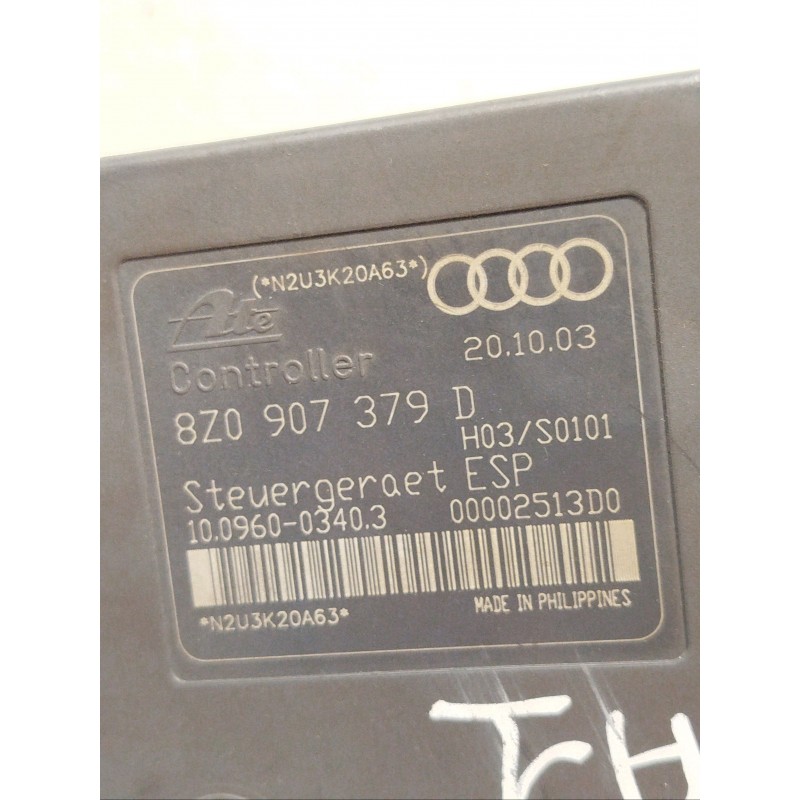 (*N2U3K20A63*)
Ate
20.10.03
Controller
8Z0 907 379 D
H03/S0101
Steuergeraet ESP
10.0960-0340.3 00002513D0
*N2U3K20A63*
MADE IN PHILIPPINES